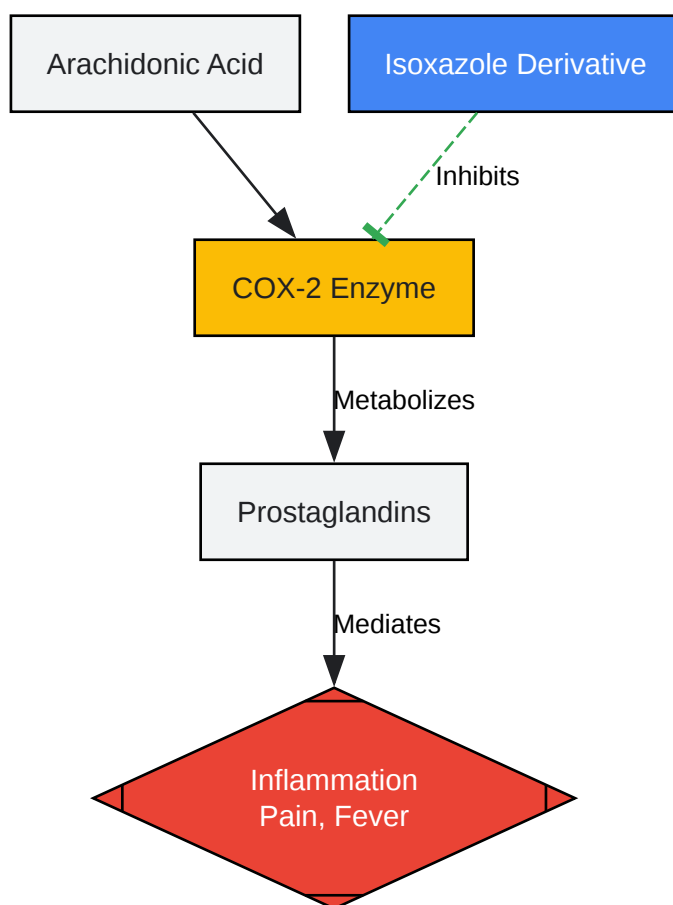 Arachidonic Acid
Isoxazole Derivative
Inhibits
COX-2 Enzyme
Metabolizes
Prostaglandins
Mediates
Inflammation
Pain, Fever